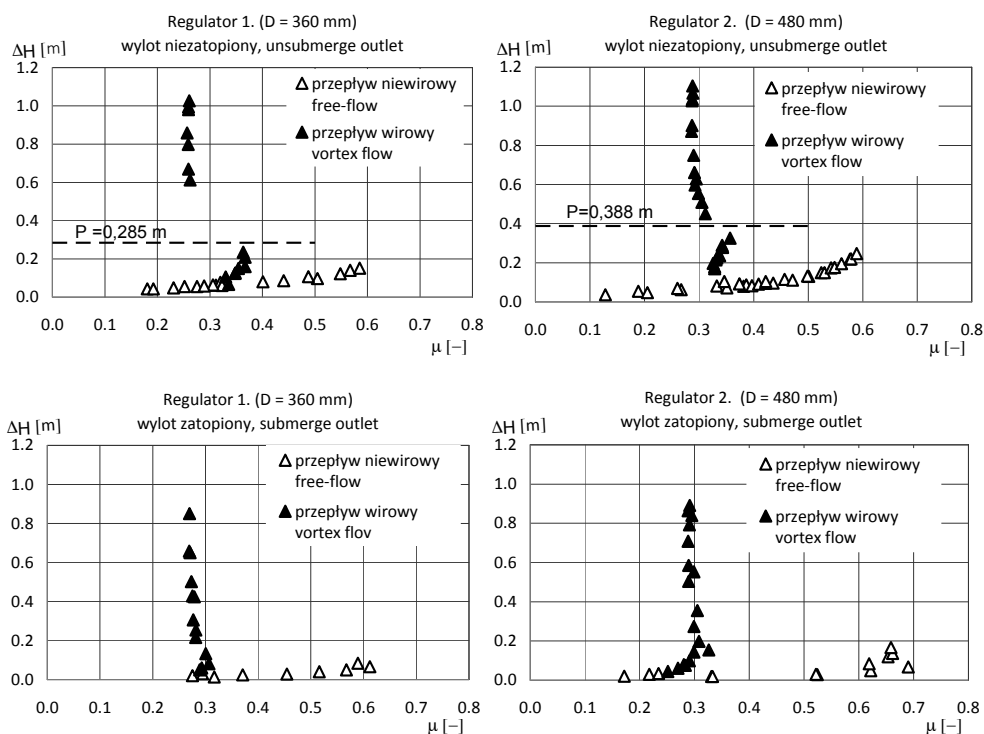 Regulator 1. (D = 360 mm)
wylot niezatopiony, unsubmerge outlet
ΔH [m]
1.2
1.0
0.8
0.6
0.4
0.2
0.0
przepływ niewirowy
free-flow
przepływ wirowy
vortex flow
P =0,285 m
0.0 0.1 0.2 0.3 0.4 0.5 0.6 0.7 0.8
μ [–]
Regulator 2. (D = 480 mm)
wylot niezatopiony, unsubmerge outlet
ΔH [m]
1.2
1.0
0.8
0.6
0.4
0.2
0.0
przepływ niewirowy
free-flow
przepływ wirowy
vortex flow
P=0,388 m
0.0 0.1 0.2 0.3 0.4 0.5 0.6 0.7 0.8
μ [–]
Regulator 1. (D = 360 mm)
wylot zatopiony, submerge outlet
ΔH [m]
1.2
1.0
0.8
0.6
0.4
0.2
0.0
przepływ niewirowy
free-flow
przepływ wirowy
vortex flov
0.0 0.1 0.2 0.3 0.4 0.5 0.6 0.7 0.8
μ [–]
Regulator 2. (D = 480 mm)
wylot zatopiony, submerge outlet
ΔH [m]
1.2
1.0
0.8
0.6
0.4
0.2
0.0
przepływ niewirowy
free-flow
przepływ wirowy
vortex flow
0.0 0.1 0.2 0.3 0.4 0.5 0.6 0.7 0.8
μ [–]